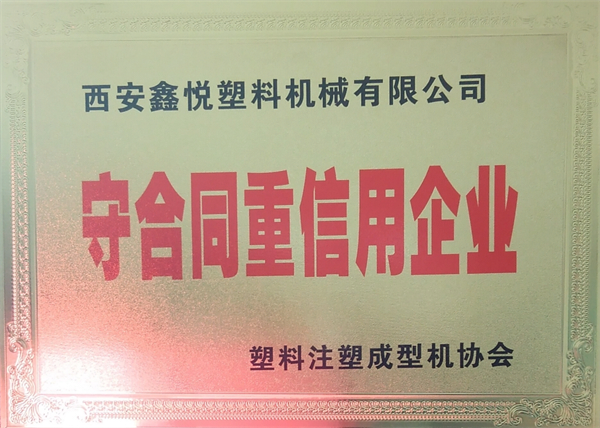 西安鑫悦塑料机械有限公司
守合同重信用企业
塑料注塑成型机协会